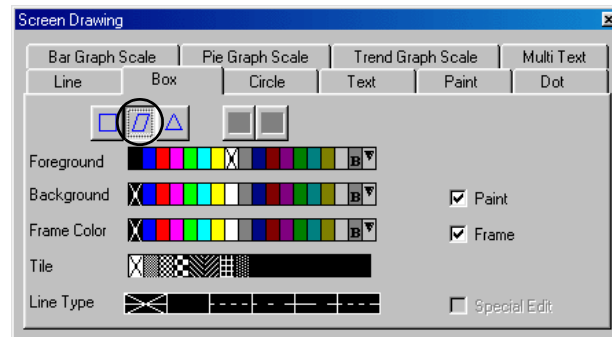 Screen Drawing
Bar Graph Scale Pie Graph Scale Trend Graph Scale Multi Text
Line Box Circle Text Paint Dot
Foreground B
Background B Paint
Frame Color B Frame
Tile
Line Type Special Edit